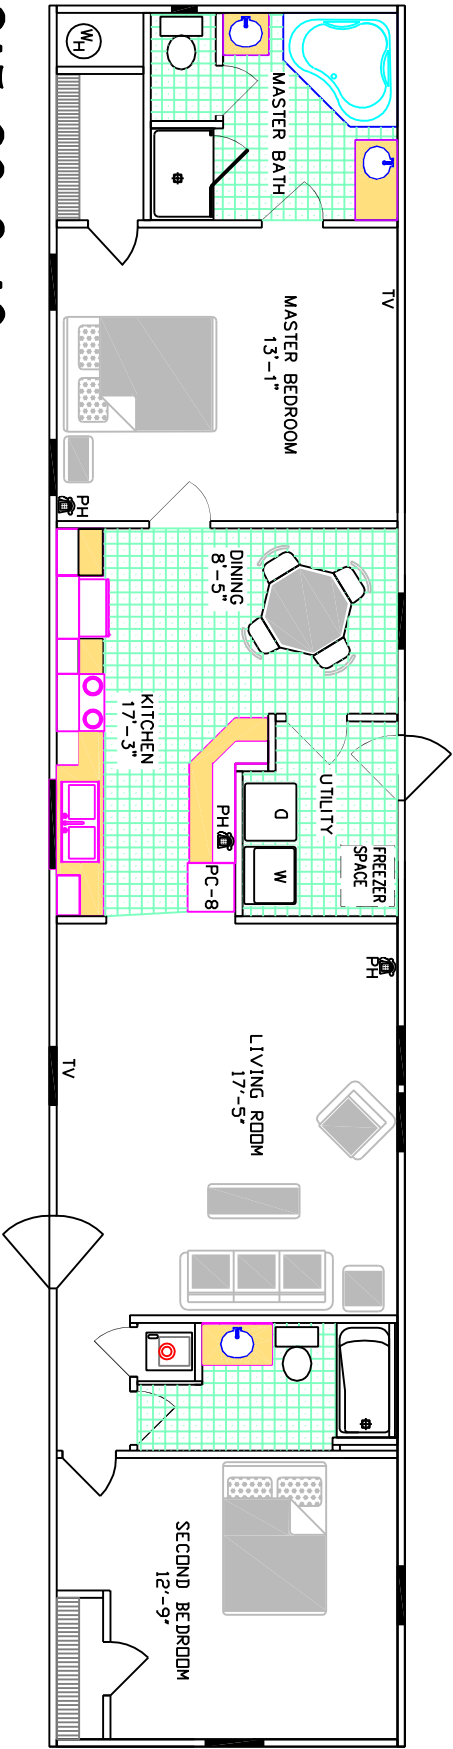 W H
MASTER BATH
TV
MASTER BEDROOM
13'-1"
PH
DINING
8'-5"
KITCHEN
17'-3"
UTILITY
D
W
FREEZER
SPACE
PH
PC-8
PH
LIVING ROOM
17'-5"
TV
SECOND BEDROOM
12'-9"